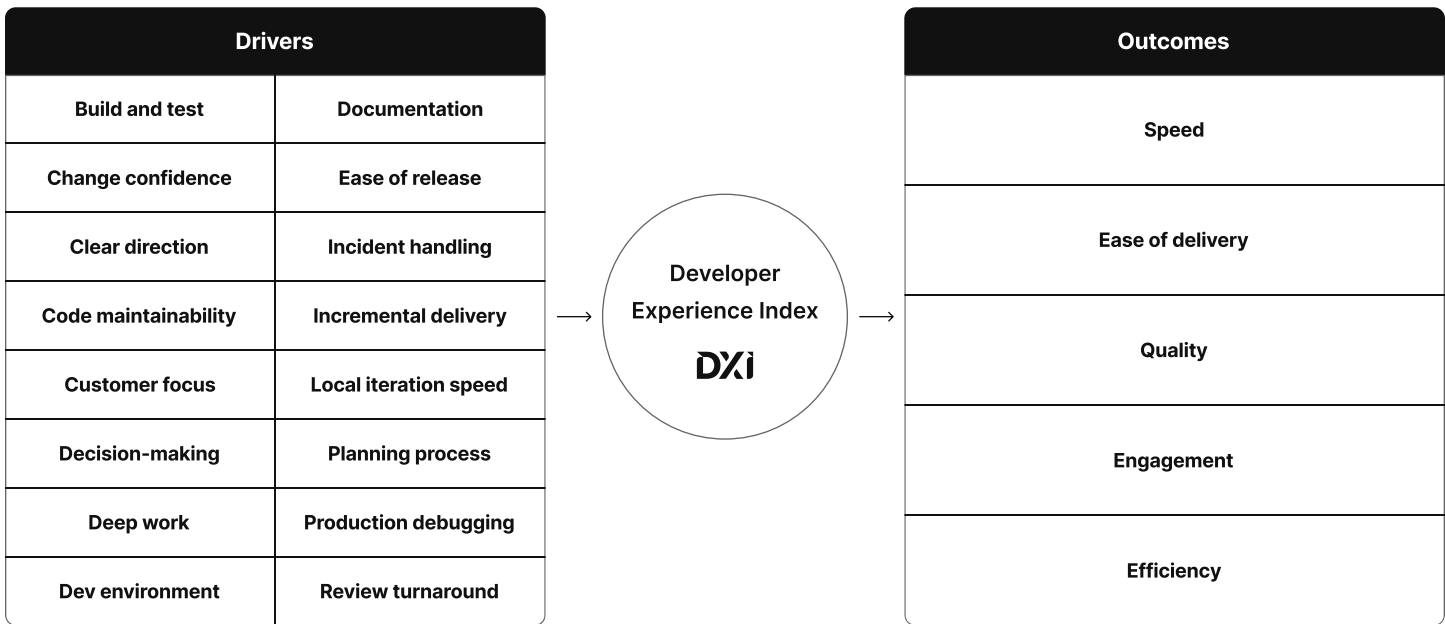 Drivers
Build and test
Documentation
Change confidence
Ease of release
Clear direction
Incident handling
Code maintainability
Incremental delivery
Customer focus
Local iteration speed
Decision-making
Planning process
Deep work
Production debugging
Dev environment
Review turnaround
Developer
Experience Index
DXI
Outcomes
Speed
Ease of delivery
Quality
Engagement
Efficiency